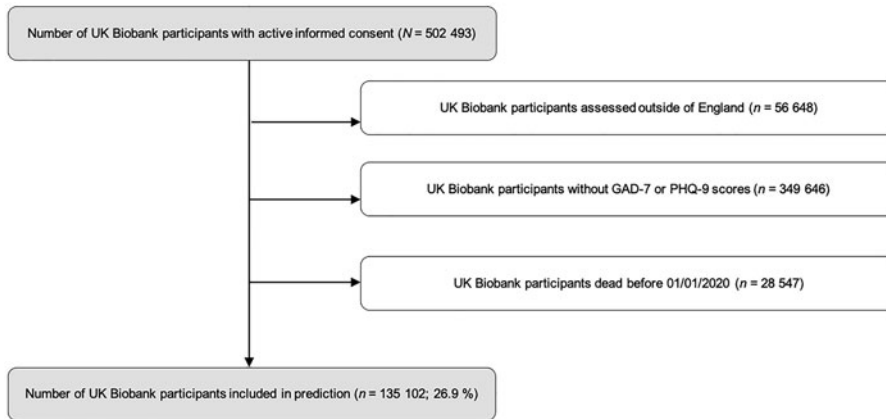 Number of UK Biobank participants with active informed consent (N = 502 493)
UK Biobank participants assessed outside of England (n = 56 648)
UK Biobank participants without GAD-7 or PHQ-9 scores (n = 349 646)
UK Biobank participants dead before 01/01/2020 (n = 28 547)
Number of UK Biobank participants included in prediction (n = 135 102; 26.9 %)